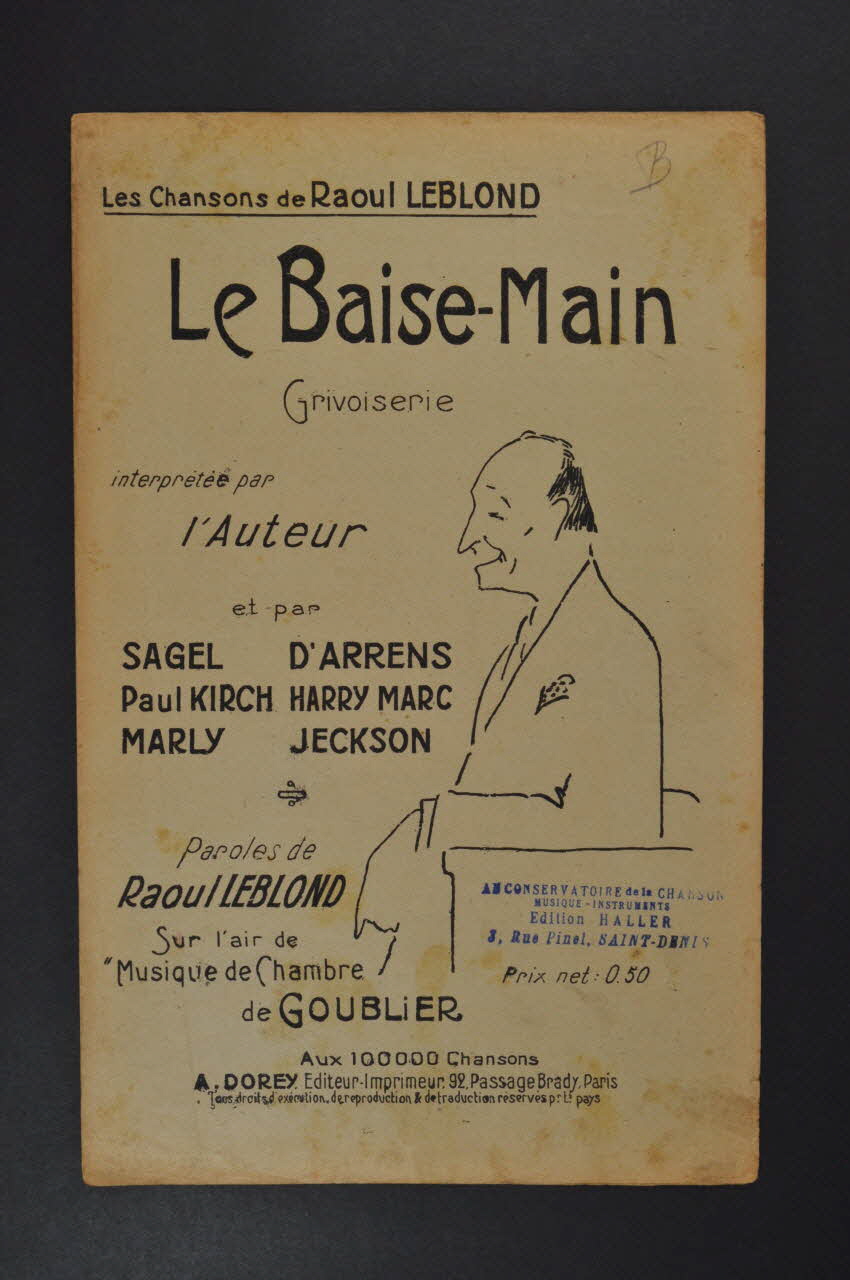 B
Les Chansons de Raoul LEBLOND
Le Baise-Main
Grivoiserie
interprétée par
l'Auteur
et par
SAGEL D'ARRENS
Paul KIRCH HARRY MARC
MARLY JECKSON
Paroles de
Raoul LEBLOND
Sur l'air de
"Musique de Chambre
de GOUBLIER
AU CONSERVATOIRE de la CHANSON
MUSIQUE - INSTRUMENTS
Edition HALLER
3, Rue Pinel, SAINT-DENIS
Prix net: 0.50
Aux 100000 Chansons
A. DOREY. Editeur-Imprimeur. 92, Passage Brady, Paris
Tous droits d'exécution, de reproduction & de traduction réservés pr. ts pays